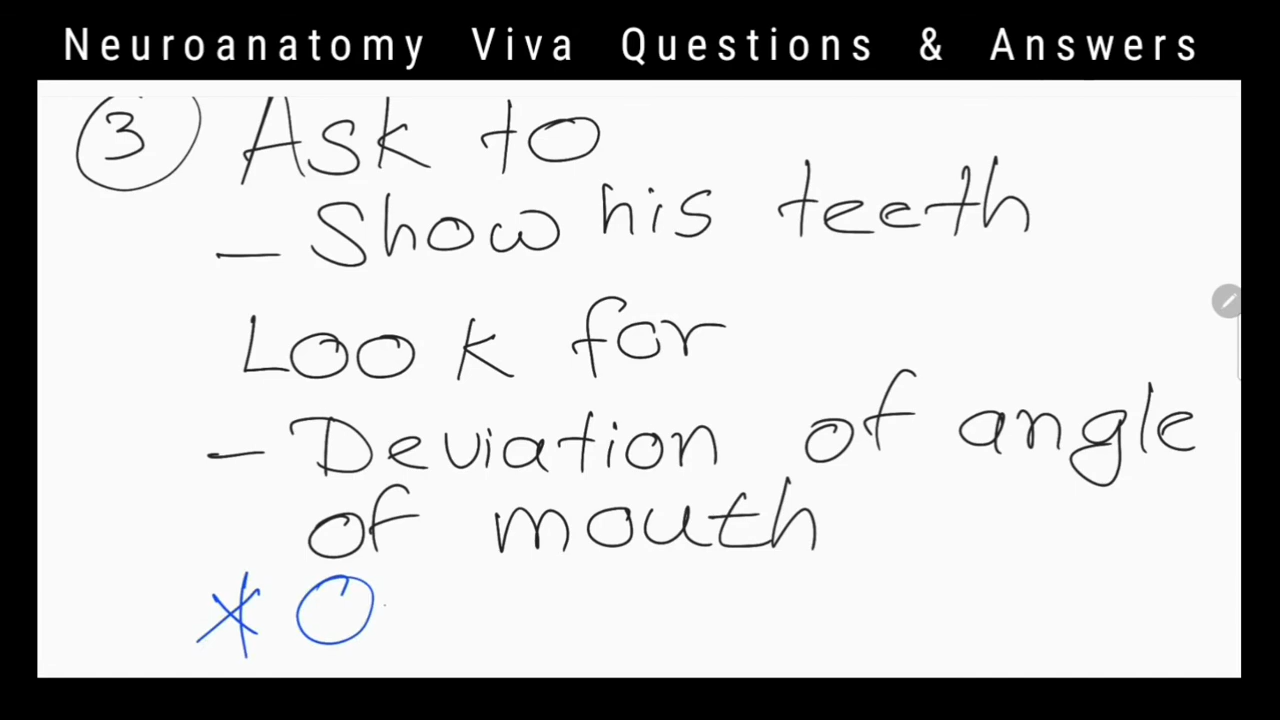 Neuroanatomy Viva Questions & Answers
3 Ask to
- Show his teeth
Look for
- Deviation of angle
of mouth
* O